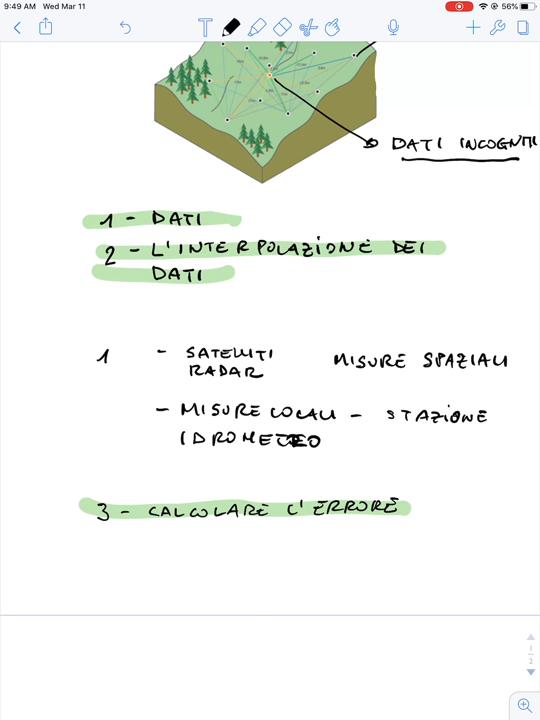 9:49 AM Wed Mar 11
56%
DATI INCOGNITI
1 - DATI
2 - L'INTERPOLAZIONE DEI
DATI
1 - SATELLITI MISURE SPAZIALI
RADAR
- MISURE LOCALI - STAZIONE
IDROMETEO
3 - CALCOLARE L'ERRORE
1
2